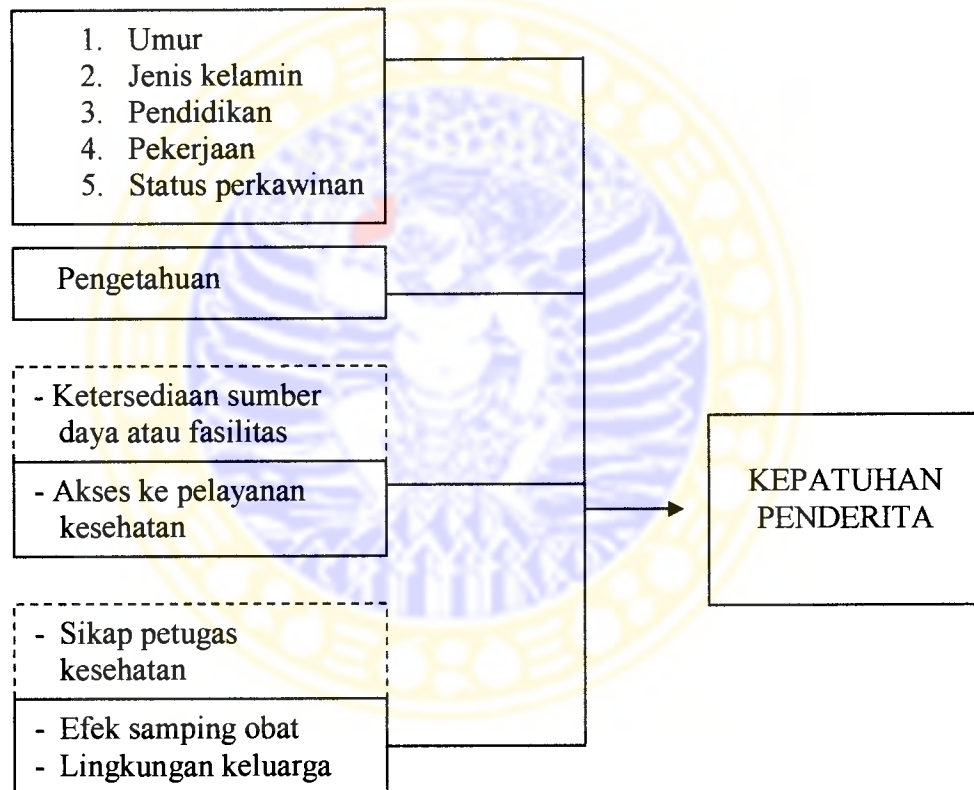 1. Umur
2. Jenis kelamin
3. Pendidikan
4. Pekerjaan
5. Status perkawinan
Pengetahuan
- Ketersediaan sumber
daya atau fasilitas
- Akses ke pelayanan
kesehatan
- Sikap petugas
kesehatan
- Efek samping obat
- Lingkungan keluarga
KEPATUHAN
PENDERITA